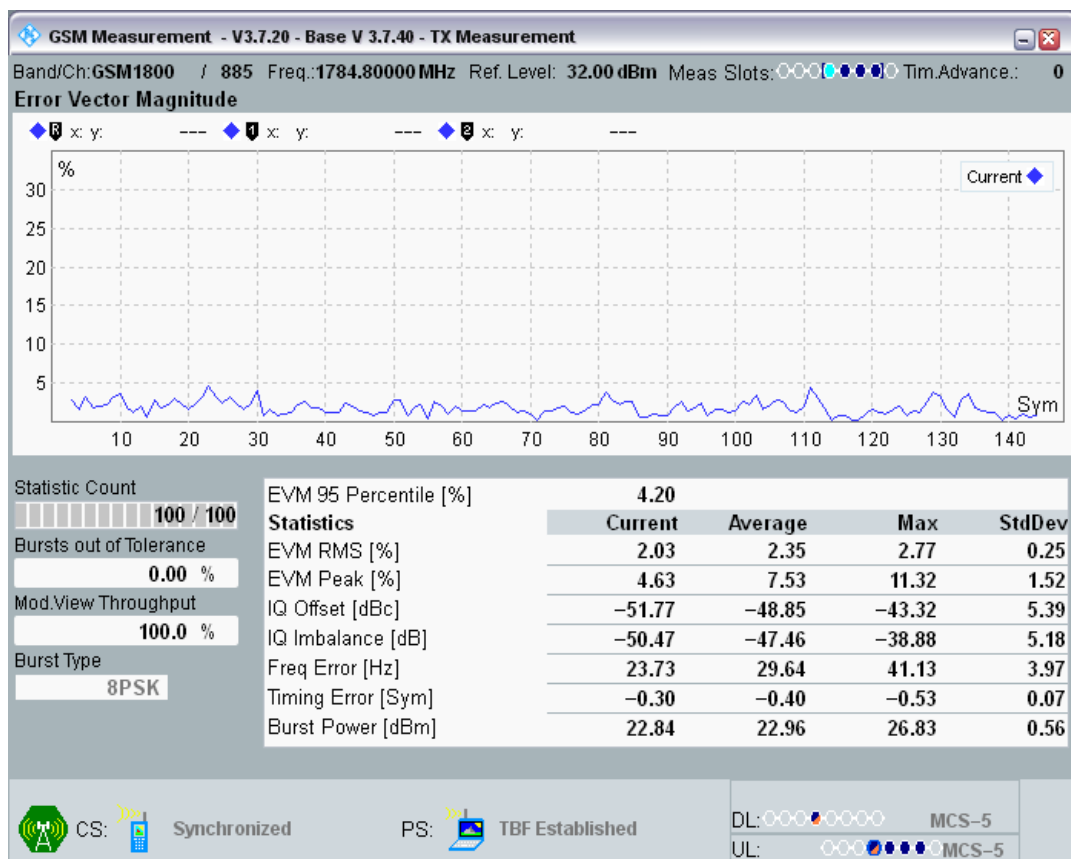 GSM Measurement - V3.7.20 - Base V 3.7.40 - TX Measurement
Band/Ch:GSM1800 / 885 Freq.:1784.80000 MHz Ref. Level: 32.00 dBm Meas Slots: Tim.Advance.: 0
Error Vector Magnitude
R x: y: --- 1 x: y: --- 2 x: y: ---
%
Current
30
25
20
15
10
5
Sym
10 20 30 40 50 60 70 80 90 100 110 120 130 140
Statistic Count
100 / 100
Bursts out of Tolerance
0.00 %
Mod.View Throughput
100.0 %
Burst Type
8PSK
EVM 95 Percentile [%] 4.20
Statistics Current Average Max StdDev
EVM RMS [%] 2.03 2.35 2.77 0.25
EVM Peak [%] 4.63 7.53 11.32 1.52
IQ Offset [dBc] −51.77 −48.85 −43.32 5.39
IQ Imbalance [dB] −50.47 −47.46 −38.88 5.18
Freq Error [Hz] 23.73 29.64 41.13 3.97
Timing Error [Sym] −0.30 −0.40 −0.53 0.07
Burst Power [dBm] 22.84 22.96 26.83 0.56
CS: Synchronized PS: TBF Established
DL: MCS−5
UL: MCS−5